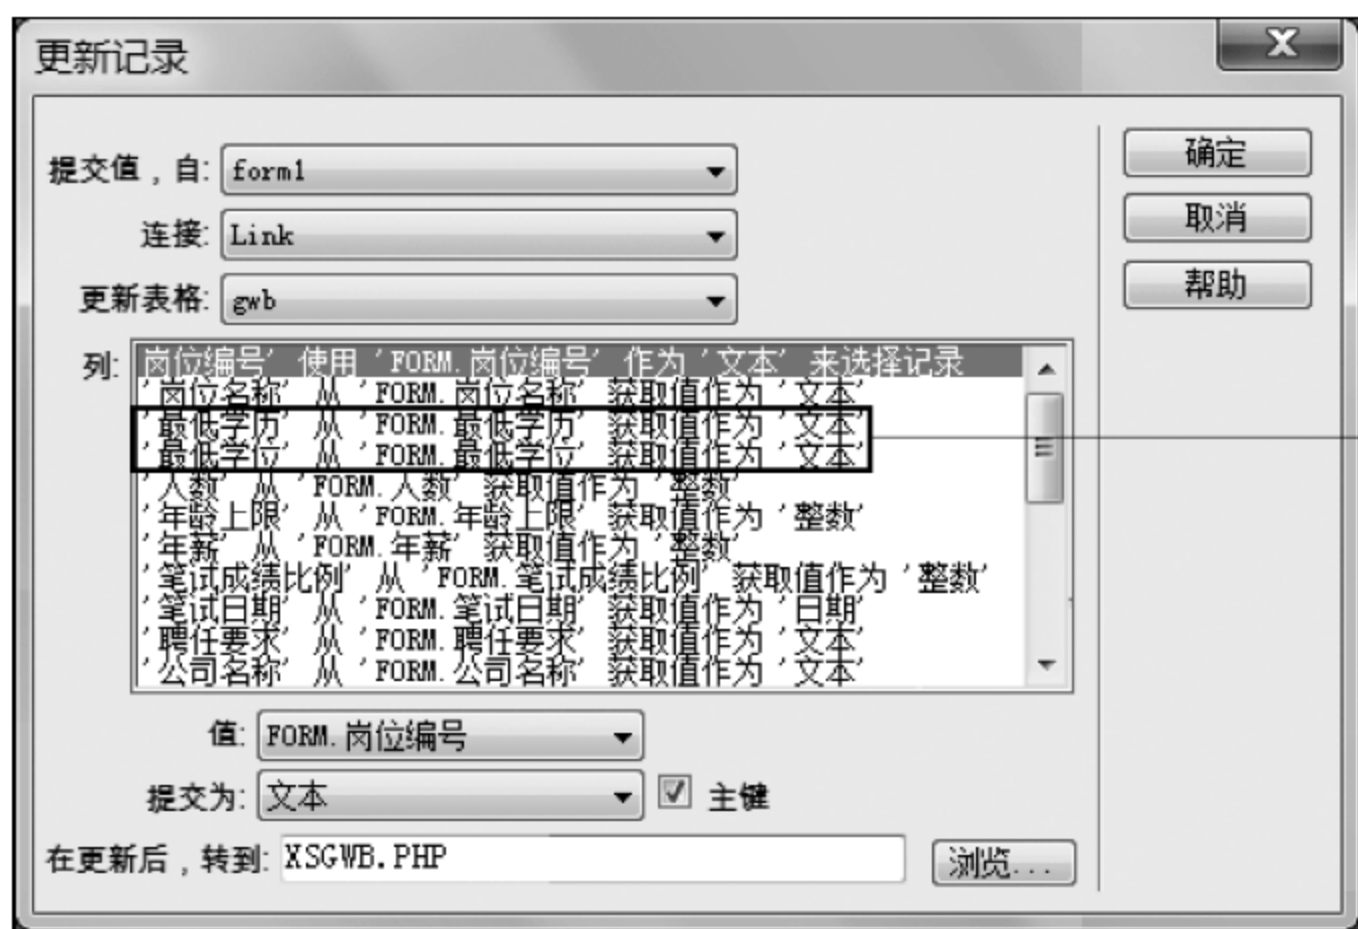 更新记录
提交值，自: form1
连接: Link
更新表格: gwb
列: 岗位编号' 使用 'FORM.岗位编号' 作为 '文本' 来选择记录
'岗位名称' 从 'FORM.岗位名称' 获取值作为 '文本'
'最低学历' 从 'FORM.最低学历' 获取值作为 '文本'
'最低学位' 从 'FORM.最低学位' 获取值作为 '文本'
'人数' 从 'FORM.人数' 获取值作为 '整数'
'年龄上限' 从 'FORM.年龄上限' 获取值作为 '整数'
'年薪' 从 'FORM.年薪' 获取值作为 '整数'
'笔试成绩比例' 从 'FORM.笔试成绩比例' 获取值作为 '整数'
'笔试日期' 从 'FORM.笔试日期' 获取值作为 '日期'
'聘任要求' 从 'FORM.聘任要求' 获取值作为 '文本'
'公司名称' 从 'FORM.公司名称' 获取值作为 '文本'
值: FORM.岗位编号
提交为: 文本 主键
在更新后，转到: XSGWB.PHP 浏览...
确定
取消
帮助